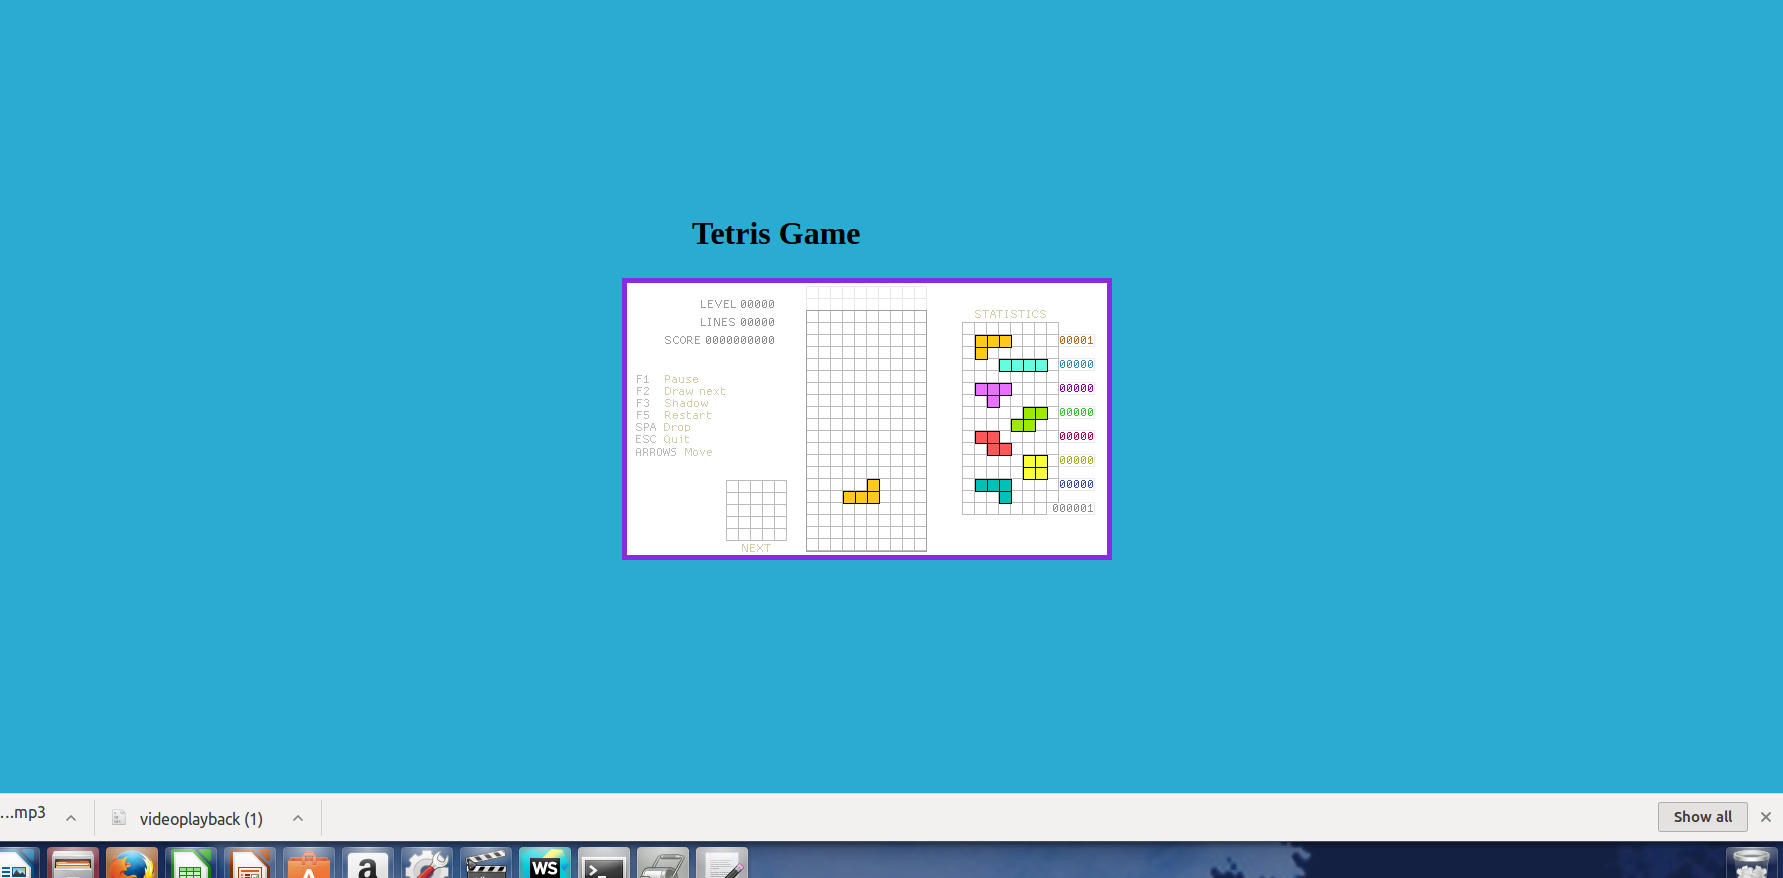 Tetris Game
LEVEL 00000
LINES 00000
SCORE 0000000000
F1 Pause
F2 Draw next
F3 Shadow
F5 Restart
SPA Drop
ESC Quit
ARROWS Move
NEXT
STATISTICS
00001
00000
00000
00000
00000
00000
00000
000001
...mp3
videoplayback (1)
Show all
a
WS